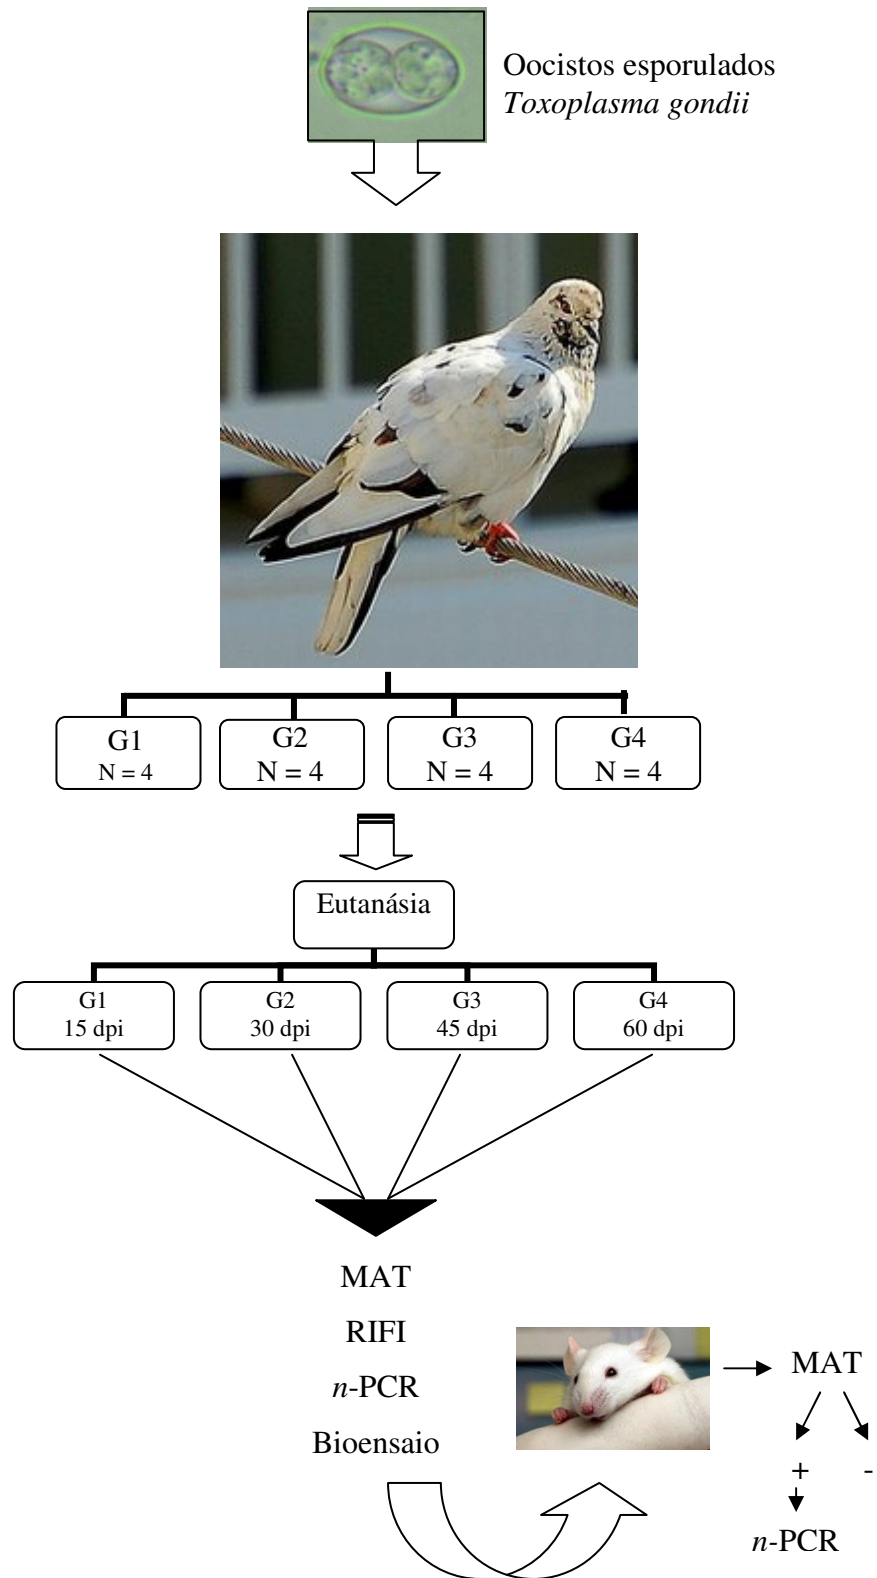 Oocistos esporulados
Toxoplasma gondii
G1
N = 4
G2
N = 4
G3
N = 4
G4
N = 4
Eutanásia
G1
15 dpi
G2
30 dpi
G3
45 dpi
G4
60 dpi
MAT
RIFI
n-PCR
Bioensaio
MAT
+ -
n-PCR